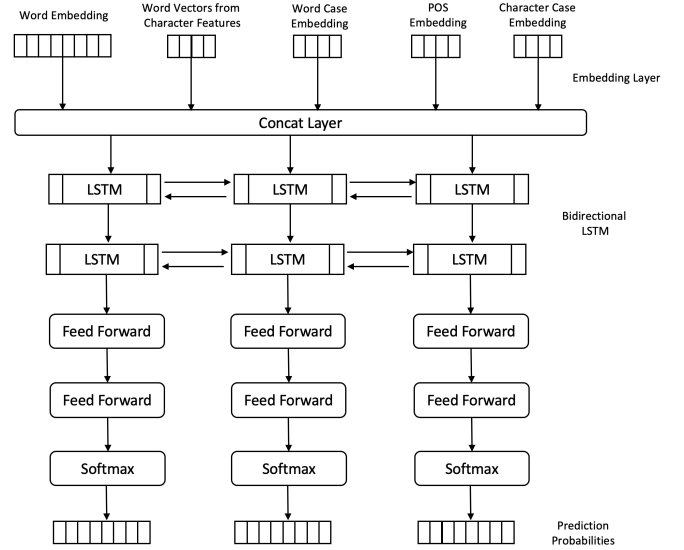 Word Embedding
Word Vectors from
Character Features
Word Case
Embedding
POS
Embedding
Character Case
Embedding
Embedding Layer
Concat Layer
LSTM
LSTM
LSTM
Bidirectional
LSTM
LSTM
LSTM
LSTM
Feed Forward
Feed Forward
Feed Forward
Feed Forward
Feed Forward
Feed Forward
Softmax
Softmax
Softmax
Prediction
Probabilities